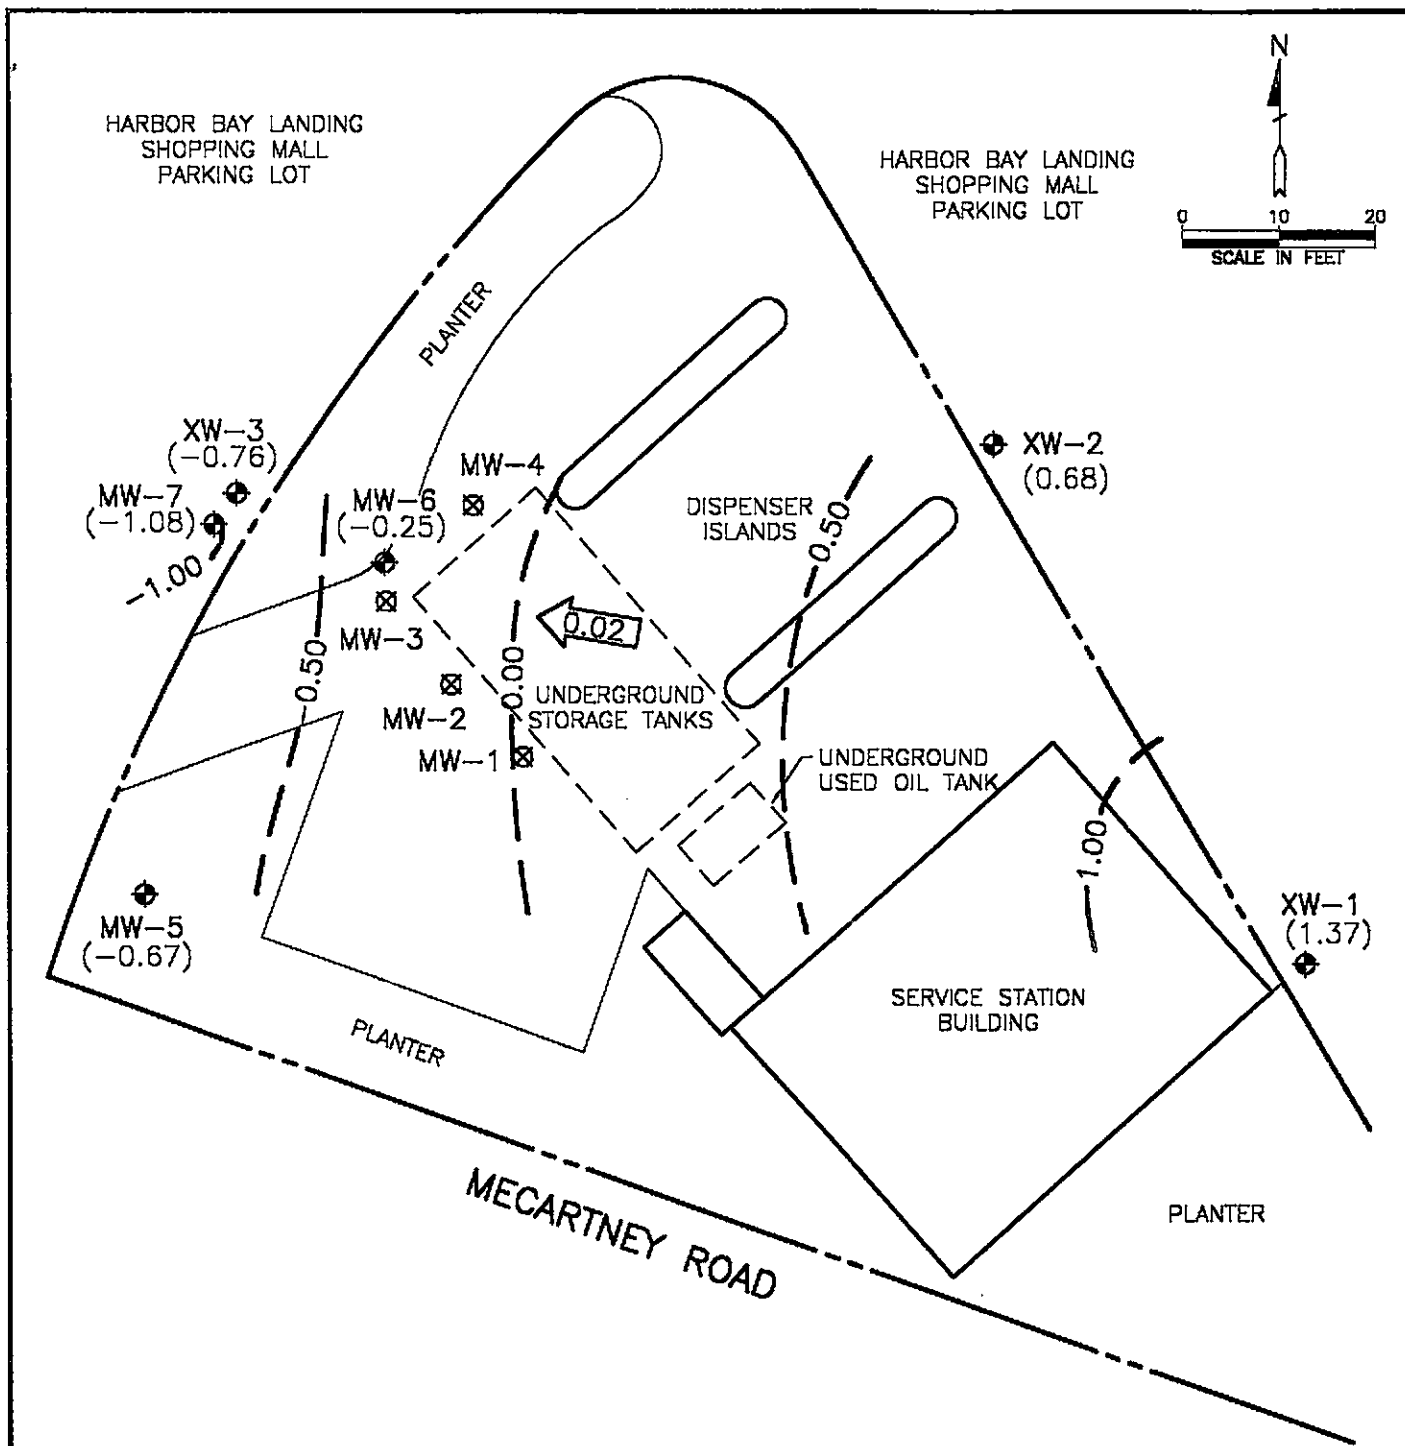 N
HARBOR BAY LANDING
SHOPPING MALL
PARKING LOT
HARBOR BAY LANDING
SHOPPING MALL
PARKING LOT
0 10 20
SCALE IN FEET
PLANTER
XW-3
(-0.76)
MW-7
(-1.08)
-1.00
MW-4
MW-6
(-0.25)
DISPENSER
ISLANDS
0.50
XW-2
(0.68)
MW-3
-0.50
0.02
0.00
MW-2
UNDERGROUND
STORAGE TANKS
MW-1
UNDERGROUND
USED OIL TANK
1.00
MW-5
(-0.67)
XW-1
(1.37)
SERVICE STATION
BUILDING
PLANTER
MECARTNEY ROAD
PLANTER